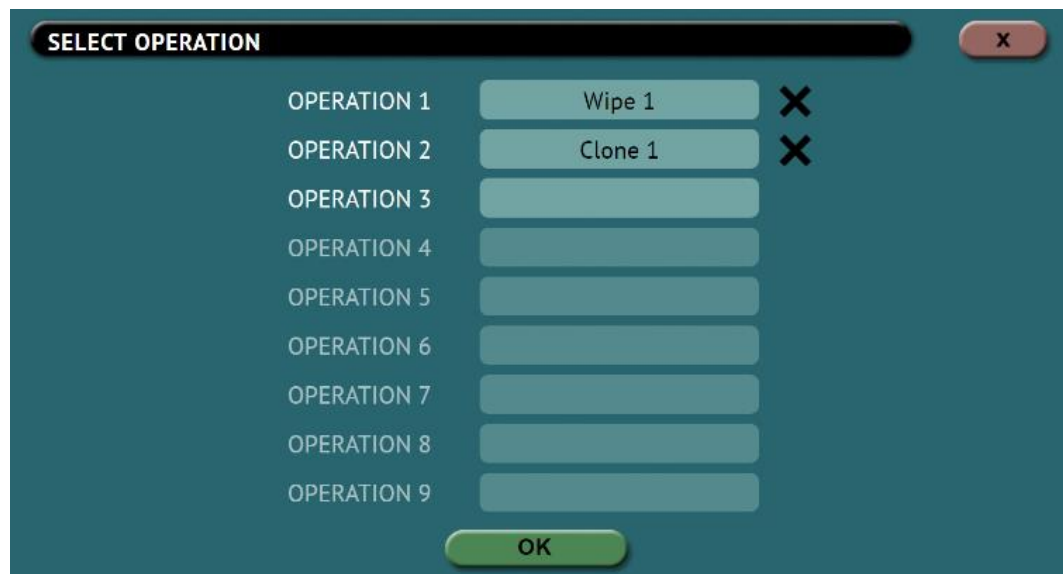 SELECT OPERATION X
OPERATION 1 Wipe 1
OPERATION 2 Clone 1
OPERATION 3
OPERATION 4
OPERATION 5
OPERATION 6
OPERATION 7
OPERATION 8
OPERATION 9
OK